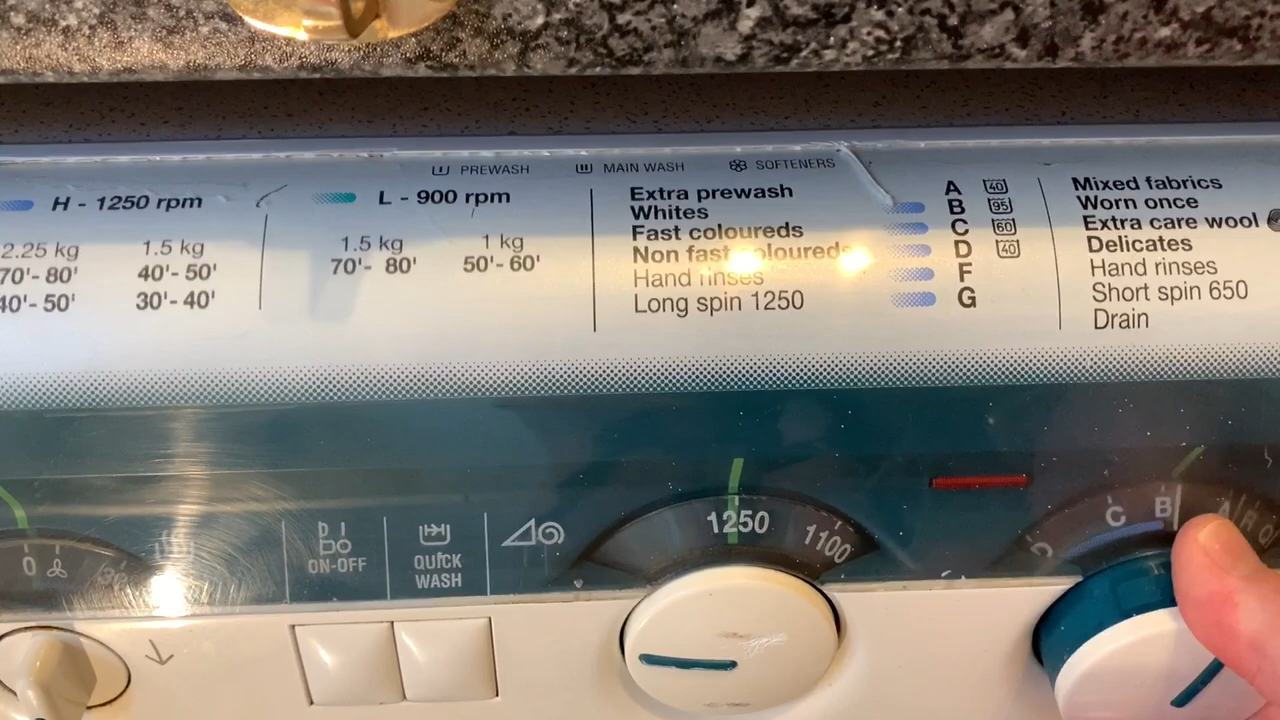 PREWASH MAIN WASH SOFTENERS
H - 1250 rpm
2.25 kg 1.5 kg
70'- 80' 40'- 50'
40'- 50' 30'- 40'
L - 900 rpm
1.5 kg 1 kg
70'- 80' 50'- 60'
Extra prewash A 40
Whites B 95
Fast coloureds C 60
Non fast coloureds D 40
Hand rinses F
Long spin 1250 G
Mixed fabrics
Worn once
Extra care wool
Delicates
Hand rinses
Short spin 650
Drain
0
ON-OFF
QUICK
WASH
1250 1100
D C B A